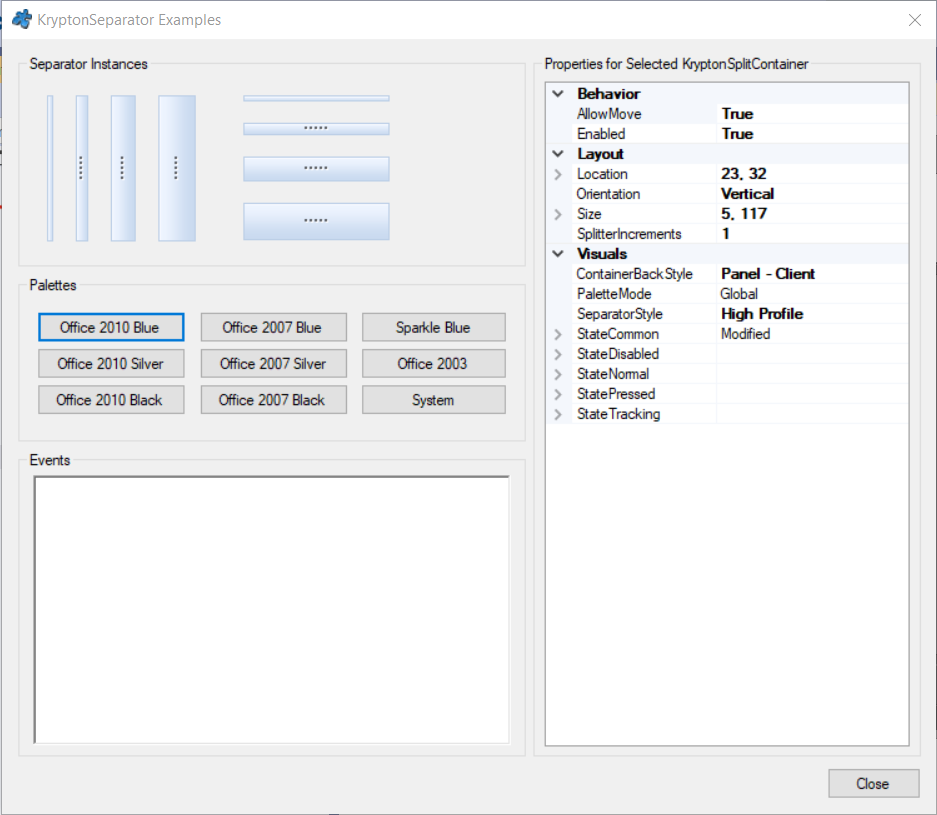 KryptonSeparator Examples
Separator Instances
Palettes
Office 2010 Blue
Office 2007 Blue
Sparkle Blue
Office 2010 Silver
Office 2007 Silver
Office 2003
Office 2010 Black
Office 2007 Black
System
Events
Properties for Selected KryptonSplitContainer
Behavior
AllowMove True
Enabled True
Layout
Location 23, 32
Orientation Vertical
Size 5, 117
SplitterIncrements 1
Visuals
ContainerBackStyle Panel - Client
PaletteMode Global
SeparatorStyle High Profile
StateCommon Modified
StateDisabled
StateNormal
StatePressed
StateTracking
Close